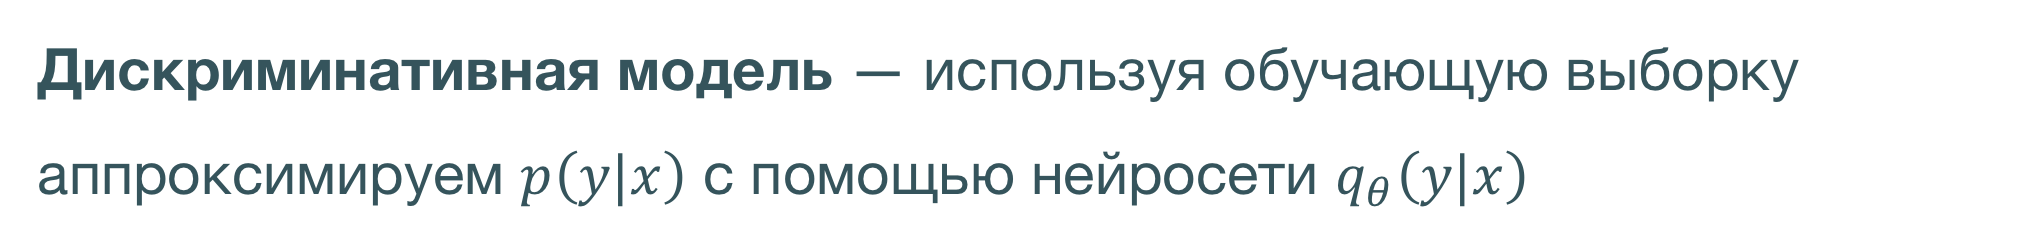 Дискриминативная модель — используя обучающую выборку
аппроксимируем p(y|x) с помощью нейросети q_θ(y|x)